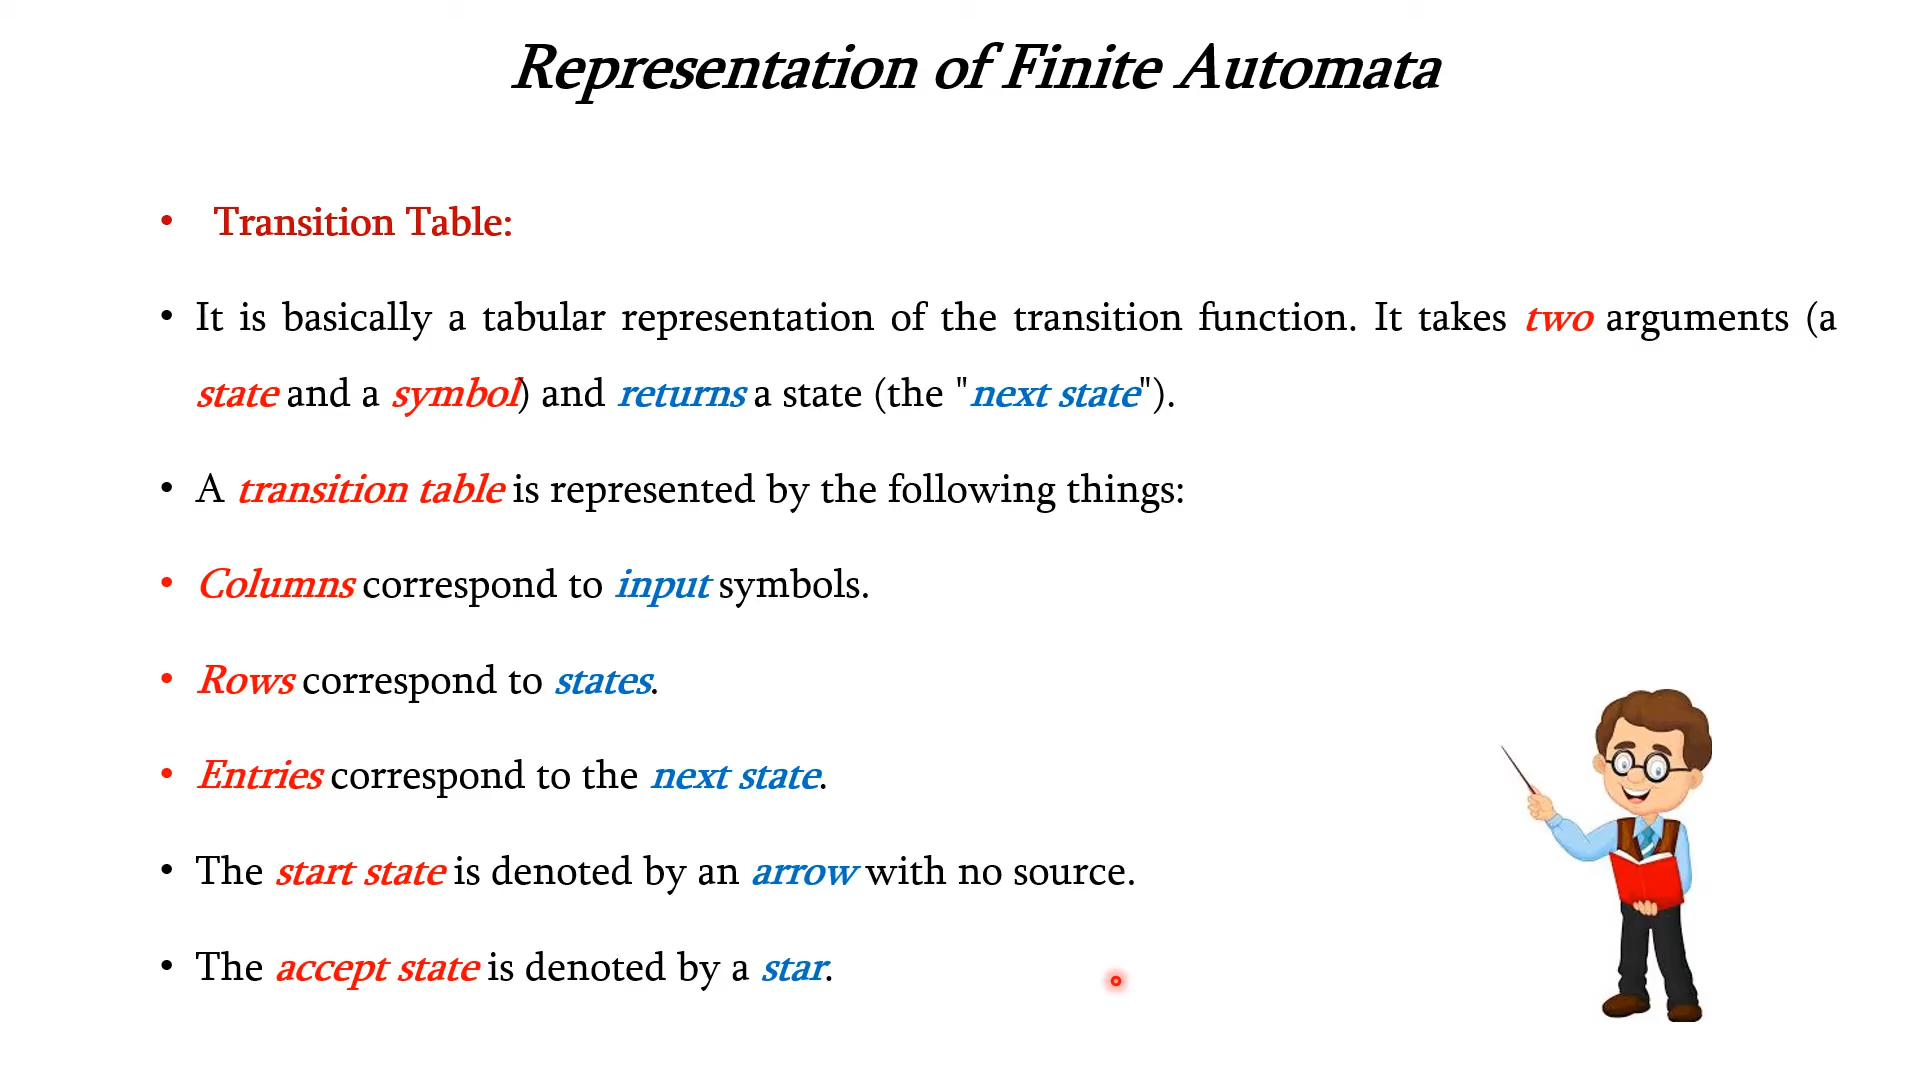 Representation of Finite Automata
• Transition Table:
• It is basically a tabular representation of the transition function. It takes two arguments (a
state and a symbol) and returns a state (the "next state").
• A transition table is represented by the following things:
• Columns correspond to input symbols.
• Rows correspond to states.
• Entries correspond to the next state.
• The start state is denoted by an arrow with no source.
• The accept state is denoted by a star.